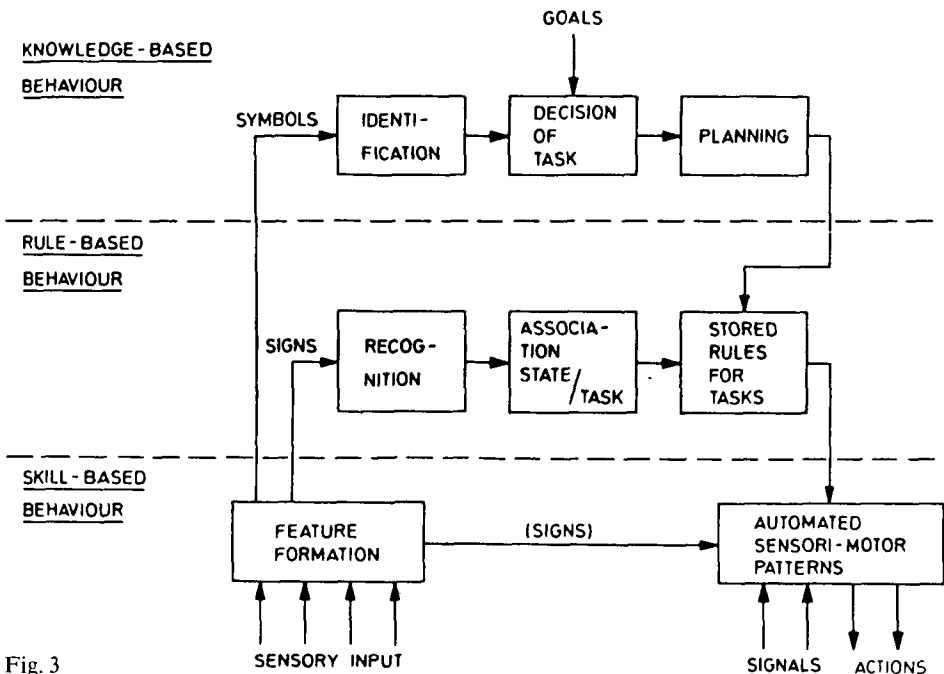 GOALS
KNOWLEDGE-BASED
BEHAVIOUR
SYMBOLS
IDENTI-
FICATION
DECISION
OF
TASK
PLANNING
RULE-BASED
BEHAVIOUR
SIGNS
RECOG-
NITION
ASSOCIA-
TION
STATE
/TASK
STORED
RULES
FOR
TASKS
SKILL-BASED
BEHAVIOUR
FEATURE
FORMATION
(SIGNS)
AUTOMATED
SENSORI-MOTOR
PATTERNS
SENSORY INPUT
SIGNALS
ACTIONS
Fig. 3